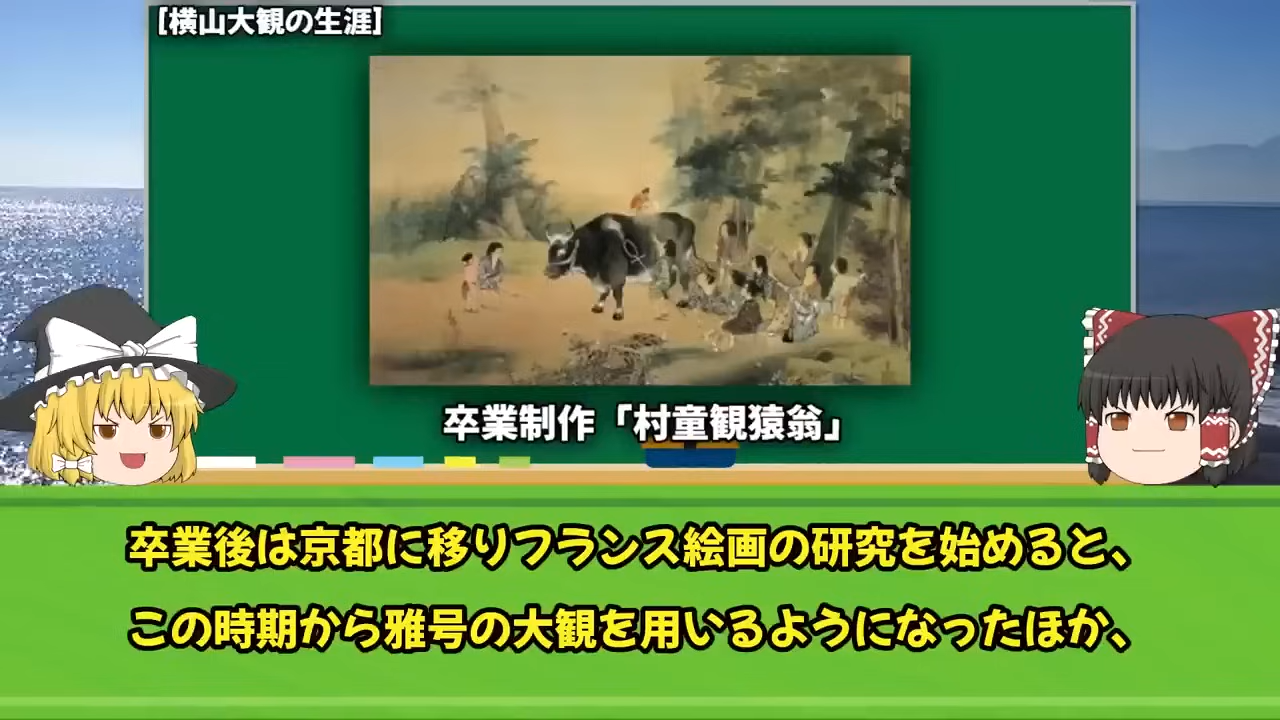 [横山大観の生涯]
卒業制作「村童観猿翁」
卒業後は京都に移りフランス絵画の研究を始めると、
この時期から雅号の大観を用いるようになったほか、